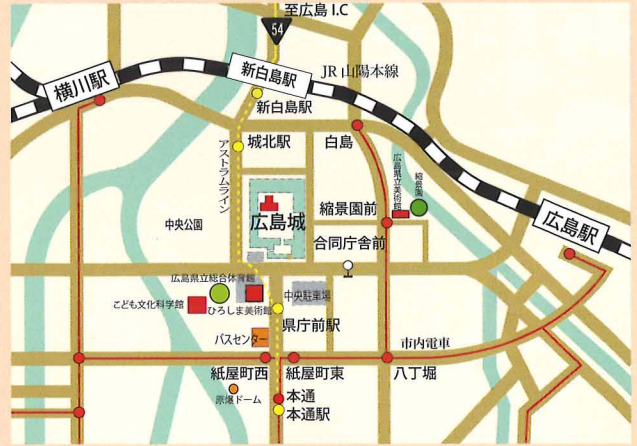 至広島 I.C
54
横川駅
新白島駅
JR 山陽本線
新白島駅
城北駅
白島
アストラムライン
広島県立美術館
縮景園
中央公園
広島城
縮景園前
広島駅
合同庁舎前
広島県立総合体育館
こども文化科学館
ひろしま美術館
中央駐車場
県庁前駅
バスセンター
市内電車
紙屋町西
紙屋町東
八丁堀
原爆ドーム
本通
本通駅